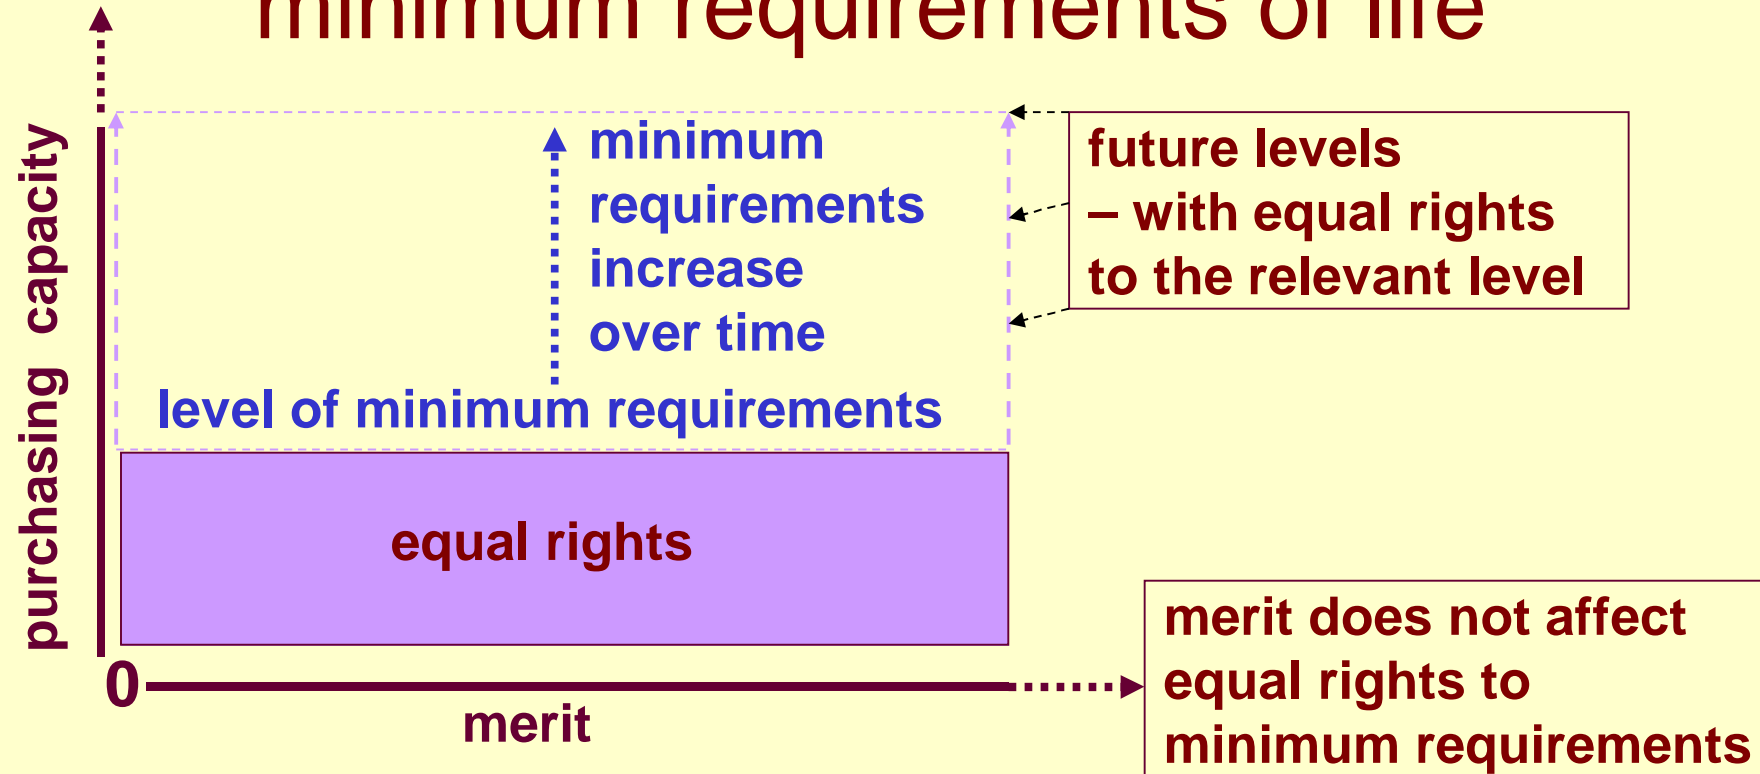 minimum requirements of life
purchasing capacity
minimum
requirements
increase
over time
level of minimum requirements
future levels
– with equal rights
to the relevant level
equal rights
0
merit
merit does not affect
equal rights to
minimum requirements